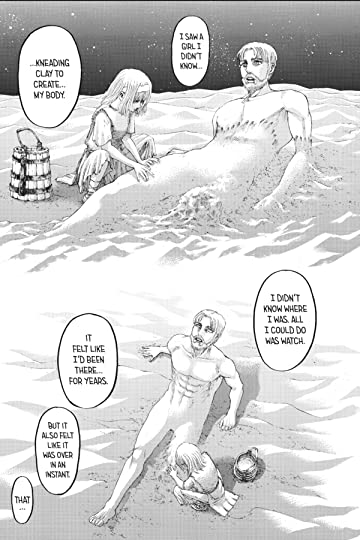 I SAW A
GIRL I
DIDN'T
KNOW...
...KNEADING
CLAY TO
CREATE...
MY BODY.
I DIDN'T
KNOW WHERE
I WAS. ALL
I COULD DO
WAS WATCH.
IT
FELT LIKE
I'D BEEN
THERE...
FOR YEARS.
BUT IT
ALSO FELT
LIKE IT
WAS OVER
IN AN
INSTANT.
THAT
...